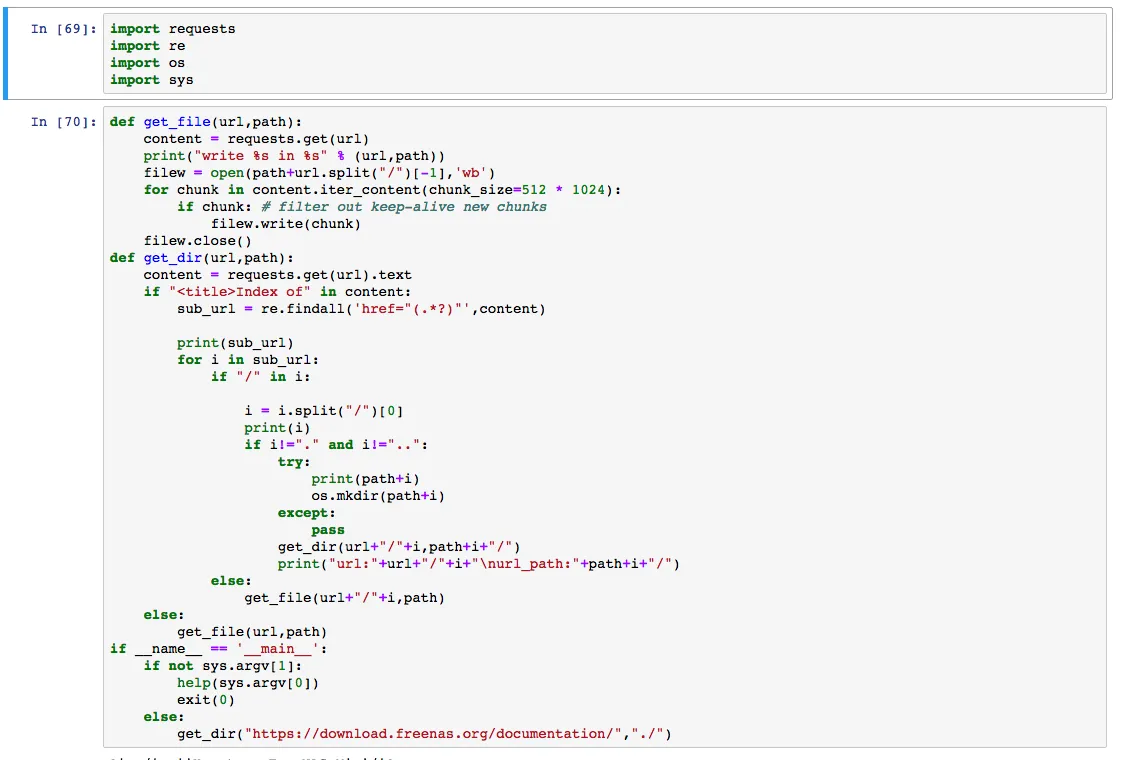 In [69]: import requests
import re
import os
import sys
In [70]: def get_file(url,path):
    content = requests.get(url)
    print("write %s in %s" % (url,path))
    filew = open(path+url.split("/")[-1],'wb')
    for chunk in content.iter_content(chunk_size=512 * 1024):
        if chunk: # filter out keep-alive new chunks
            filew.write(chunk)
    filew.close()
def get_dir(url,path):
    content = requests.get(url).text
    if "<title>Index of" in content:
        sub_url = re.findall('href="(.*?)"',content)
        print(sub_url)
        for i in sub_url:
            if "/" in i:
                i = i.split("/")[0]
                print(i)
                if i!="." and i!="..":
                    try:
                        print(path+i)
                        os.mkdir(path+i)
                    except:
                        pass
                    get_dir(url+"/"+i,path+i+"/")
                    print("url:"+url+"/"+i+"\nurl_path:"+path+i+"/")
            else:
                get_file(url+"/"+i,path)
    else:
        get_file(url,path)
if __name__ == '__main__':
    if not sys.argv[1]:
        help(sys.argv[0])
        exit(0)
    else:
        get_dir("https://download.freenas.org/documentation/","./")